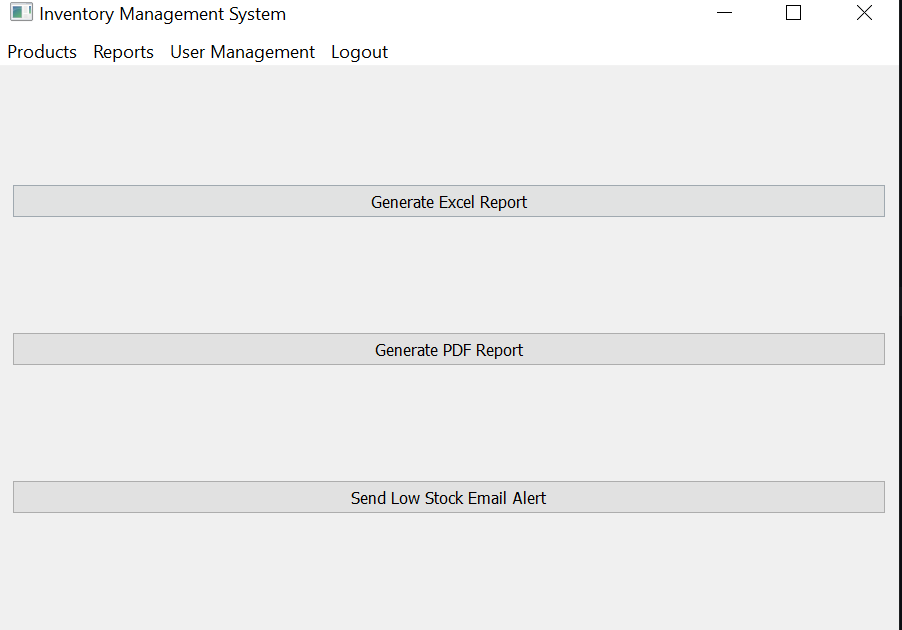 Inventory Management System
Products Reports User Management Logout
Generate Excel Report
Generate PDF Report
Send Low Stock Email Alert